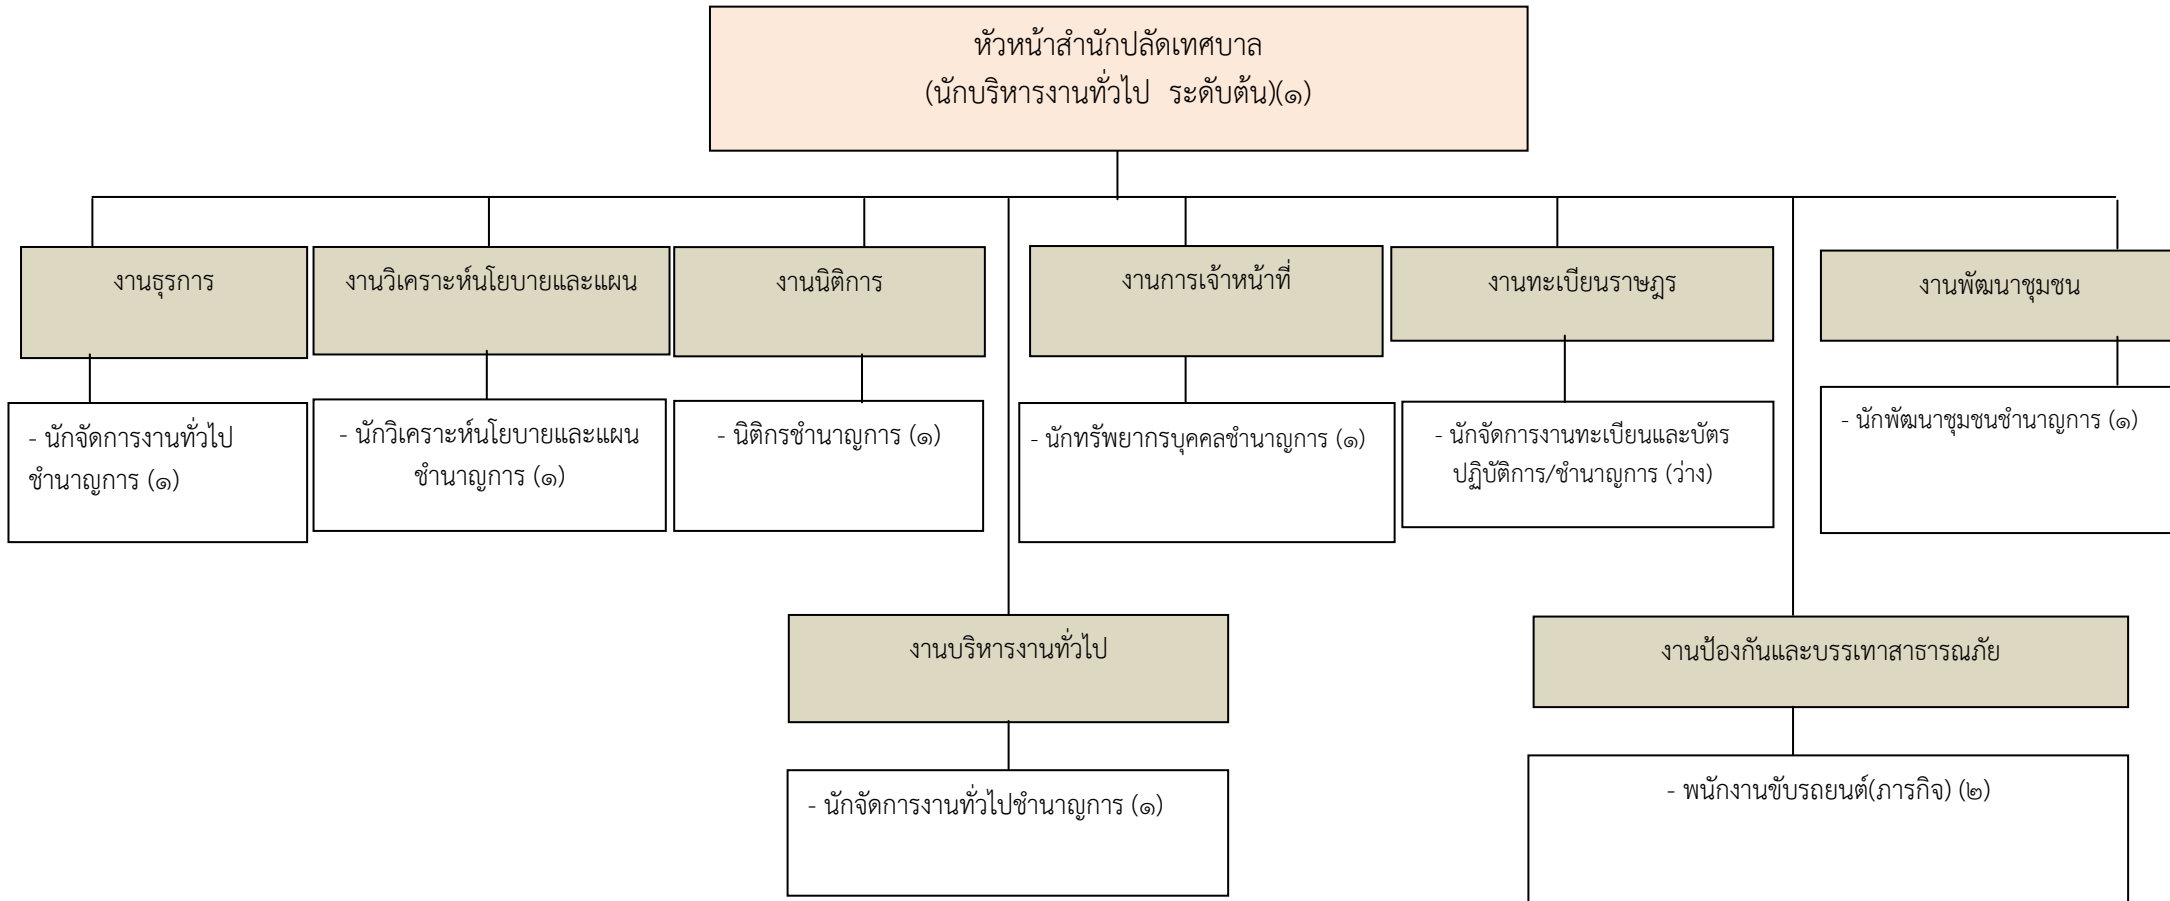 หัวหน้าสำนักปลัดเทศบาล
(นักบริหารงานทั่วไป ระดับต้น)(๑)
งานธุรการ
งานวิเคราะห์นโยบายและแผน
งานนิติการ
งานการเจ้าหน้าที่
งานทะเบียนราษฎร
งานพัฒนาชุมชน
- นักจัดการงานทั่วไป
ชำนาญการ (๑)
- นักวิเคราะห์นโยบายและแผน
ชำนาญการ (๑)
- นิติกรชำนาญการ (๑)
- นักทรัพยากรบุคคลชำนาญการ (๑)
- นักจัดการงานทะเบียนและบัตร
ปฏิบัติการ/ชำนาญการ (ว่าง)
- นักพัฒนาชุมชนชำนาญการ (๑)
งานบริหารงานทั่วไป
งานป้องกันและบรรเทาสาธารณภัย
- นักจัดการงานทั่วไปชำนาญการ (๑)
- พนักงานขับรถยนต์(ภารกิจ) (๒)